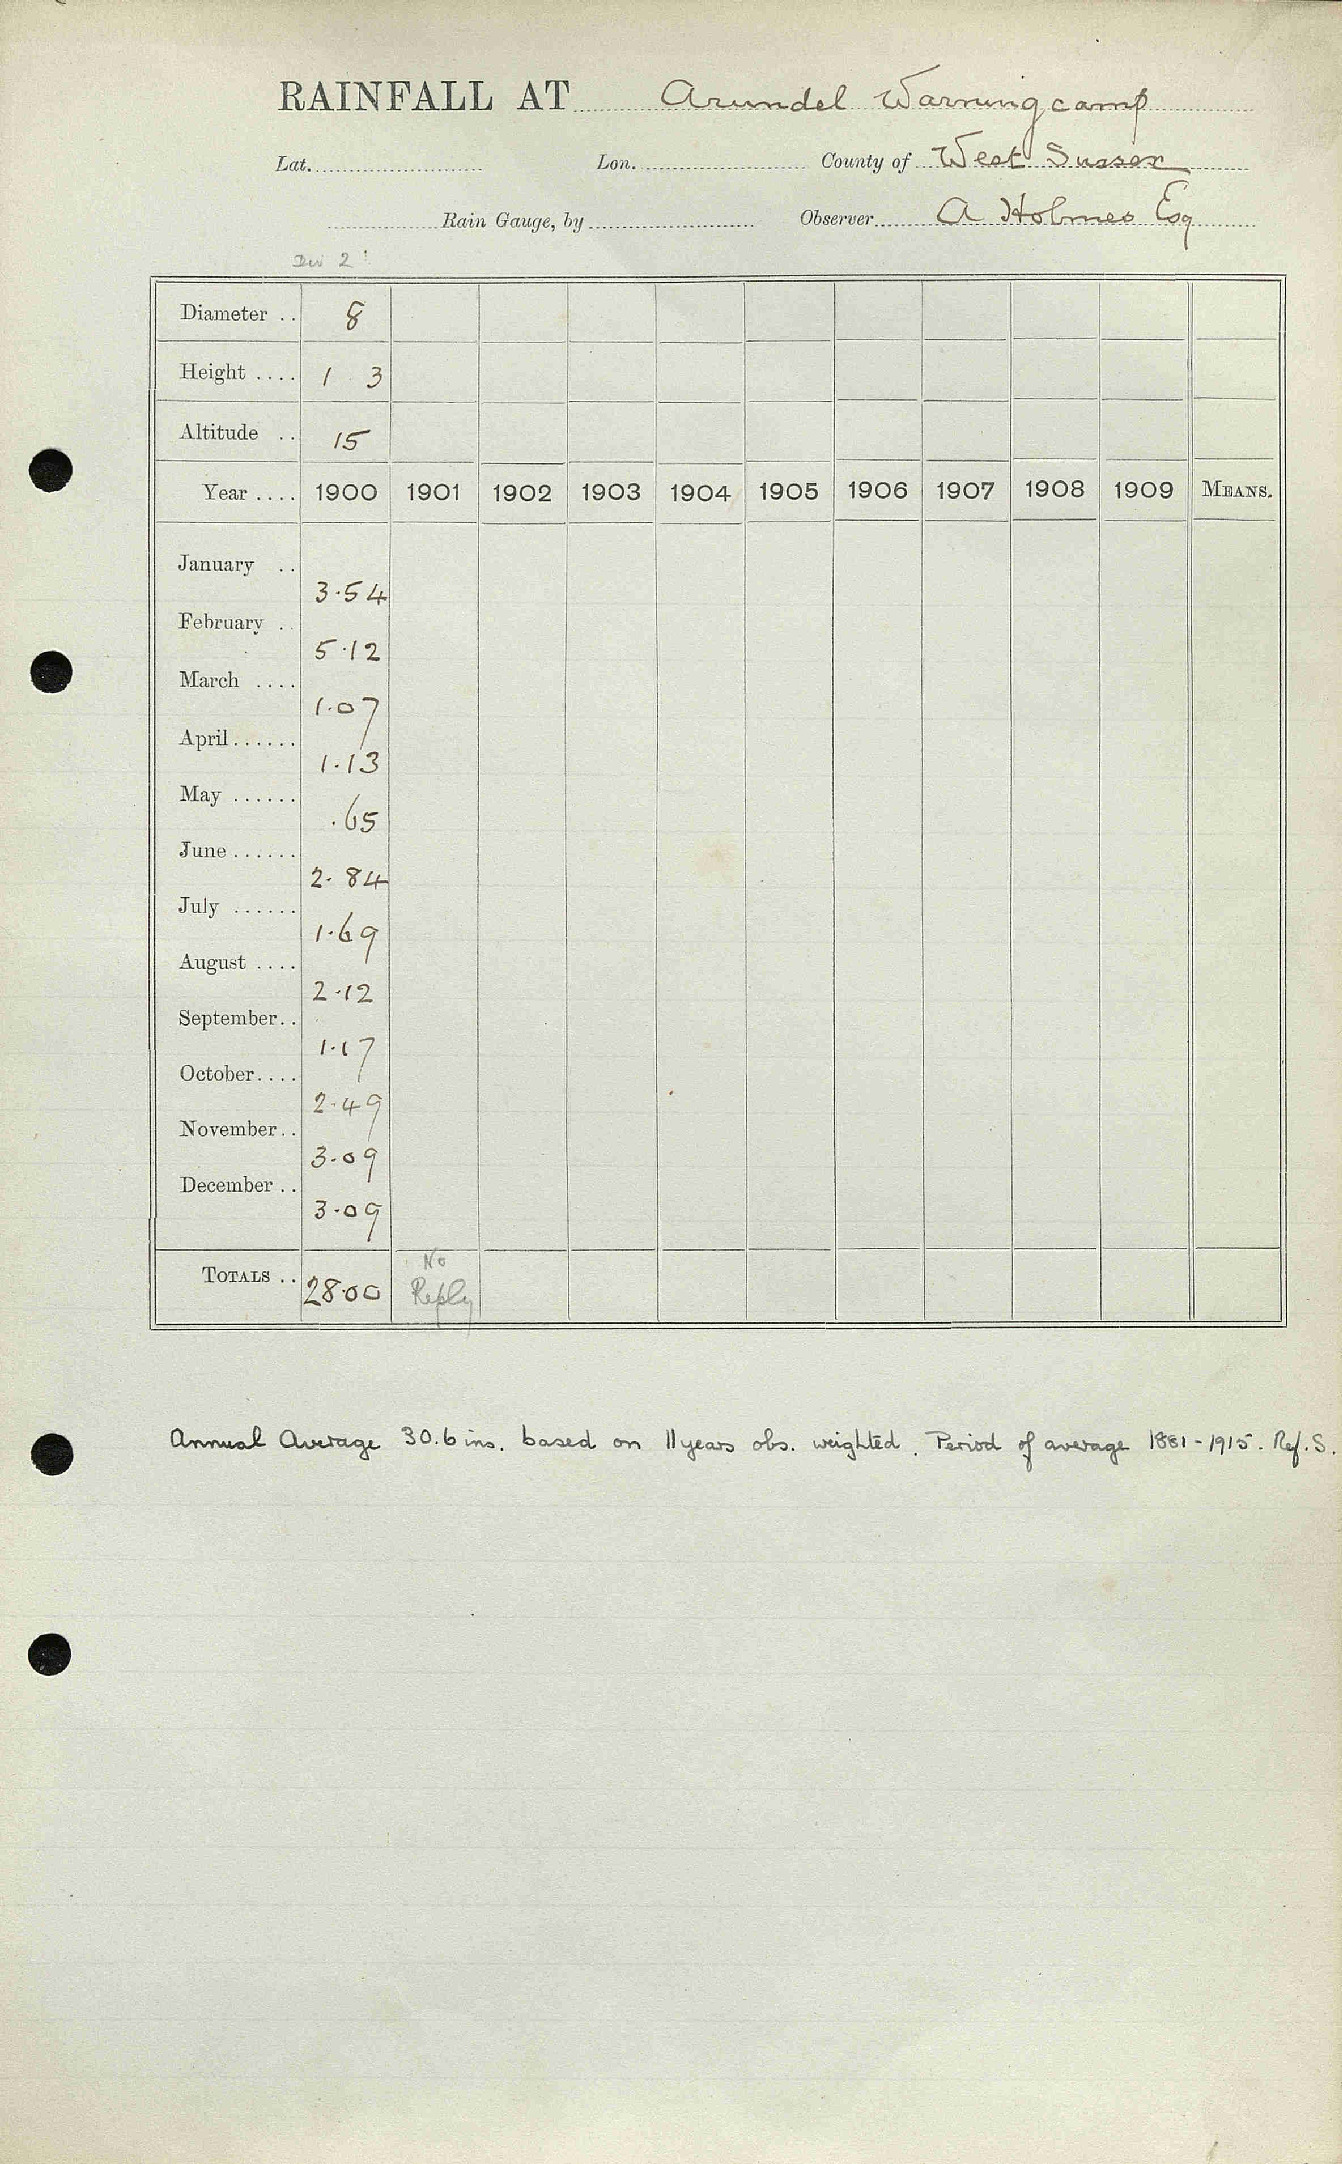 RAINFALL AT Arundel Warningcamp
Lat. Lon. County of West Sussex
Rain Gauge, by Observer A Holmes Esq
2
Diameter .. 8
Height .... 1 3
Altitude .. 15
Year .... 1900 1901 1902 1903 1904 1905 1906 1907 1908 1909 MEANS.
January .. 3.54
February .. 5.12
March .... 1.07
April ...... 1.13
May ...... .65
June ...... 2.84
July ...... 1.69
August .... 2.12
September.. 1.17
October.... 2.49
November.. 3.09
December .. 3.09
TOTALS .. 28.00 No Reply
Annual Average 30.6 ins. based on 11 years obs. weighted. Period of average 1881-1915. Ref. S.